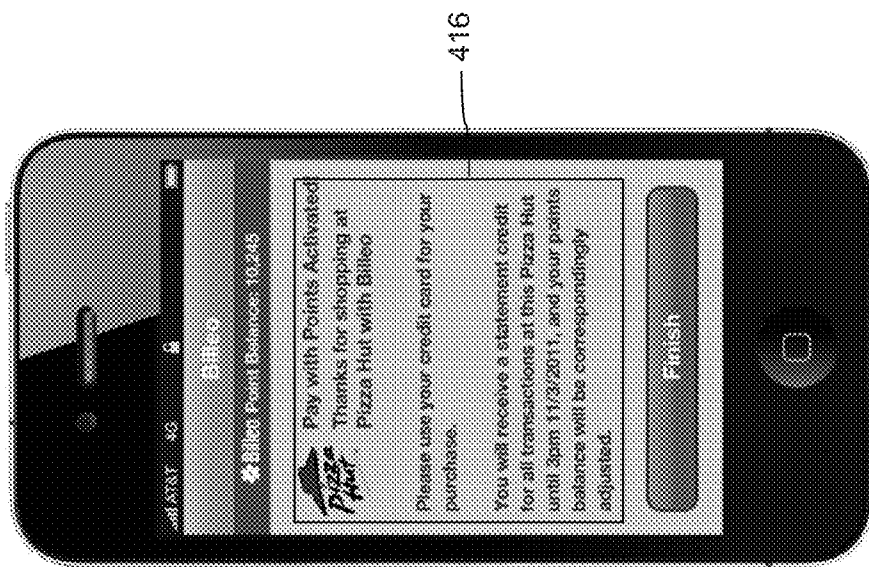 AT&T 4G
Billeo
Billeo Point Balance: 10,245
Pizza
Hut
Pay with Points Activated!
Thanks for shopping at
Pizza Hut with Billeo
Please use your credit card for your
purchase.
You will receive a statement credit
for all transactions at this Pizza Hut
until 3pm 11/3/2011, and your points
balance will be correspondingly
adjusted.
Finish
416